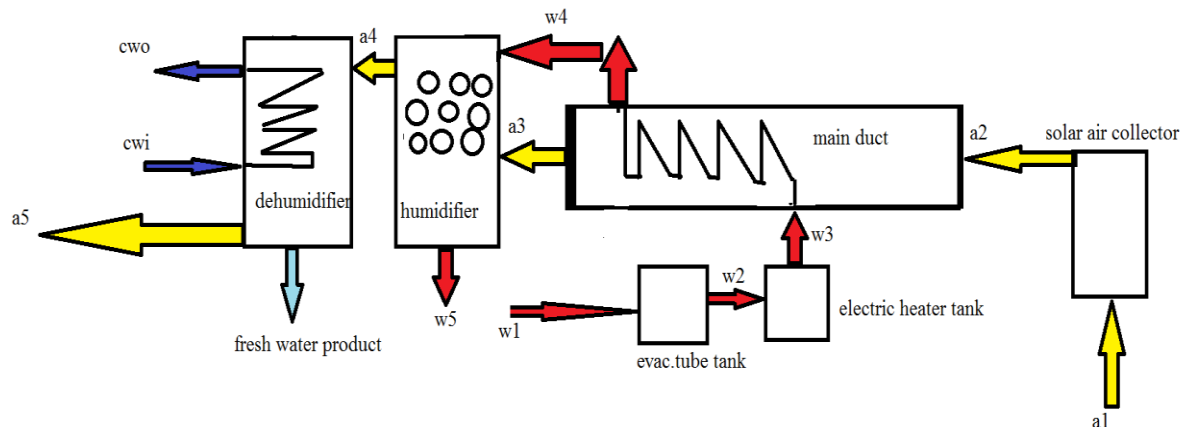 w4
cwo
a4
a3
main duct
a2
solar air collector
cwi
dehumidifier
humidifier
a5
w3
w2
electric heater tank
w5
w1
fresh water product
evac.tube tank
a1